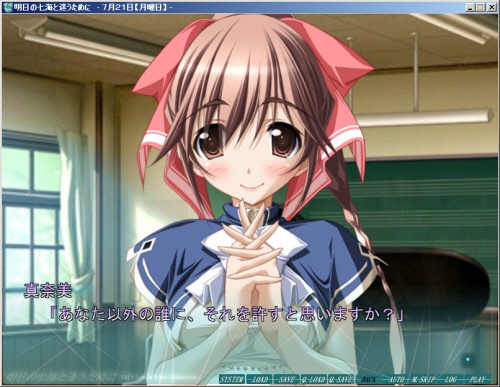 明日の七海と逢うために - 7月21日【月曜日】-
真奈美
「あなた以外の誰に、それを許すと思いますか？」
SYSTEM LOAD SAVE Q.LOAD Q.SAVE BACK AUTO M-SKIP LOG PLAY